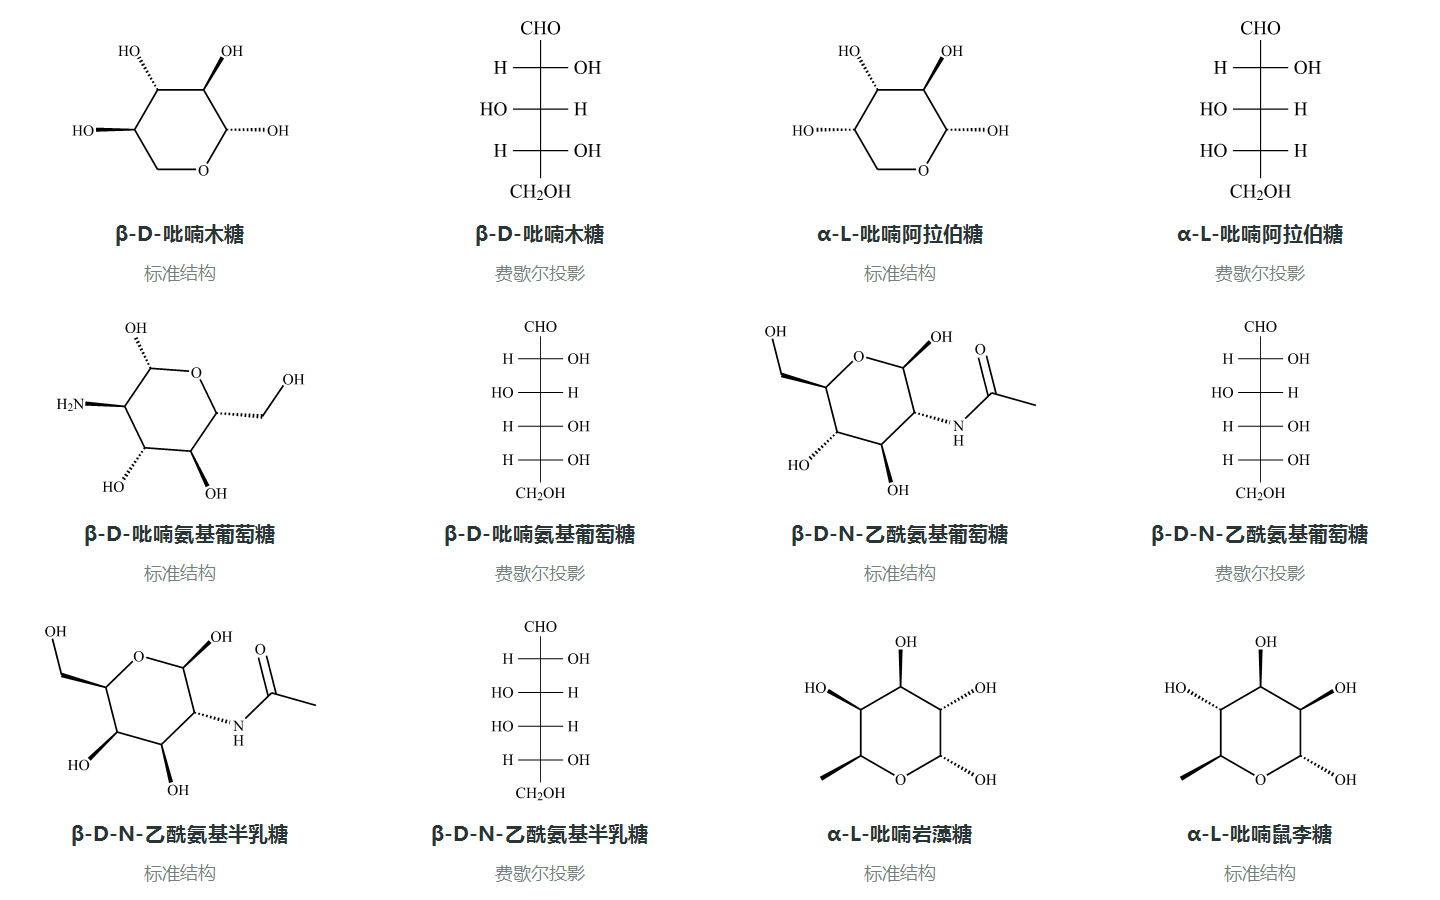 HO OH CHO HO OH CHO
H OH H OH
HO OH HO H HO OH HO H
H OH HO H
O CH₂OH O CH₂OH
β-D-吡喃木糖 β-D-吡喃木糖 α-L-吡喃阿拉伯糖 α-L-吡喃阿拉伯糖
标准结构 费歇尔投影 标准结构 费歇尔投影
OH CHO OH OH CHO
O H OH O O H OH
OH HO H HO H
H₂N H OH N H OH
H
HO OH H OH HO OH H OH
CH₂OH CH₂OH
β-D-吡喃氨基葡萄糖 β-D-吡喃氨基葡萄糖 β-D-N-乙酰氨基葡萄糖 β-D-N-乙酰氨基葡萄糖
标准结构 费歇尔投影 标准结构 费歇尔投影
OH OH CHO OH OH
O O H OH
HO H HO OH HO OH
N HO H
H
HO OH H OH O OH O OH
CH₂OH
β-D-N-乙酰氨基半乳糖 β-D-N-乙酰氨基半乳糖 α-L-吡喃岩藻糖 α-L-吡喃鼠李糖
标准结构 费歇尔投影 标准结构 标准结构